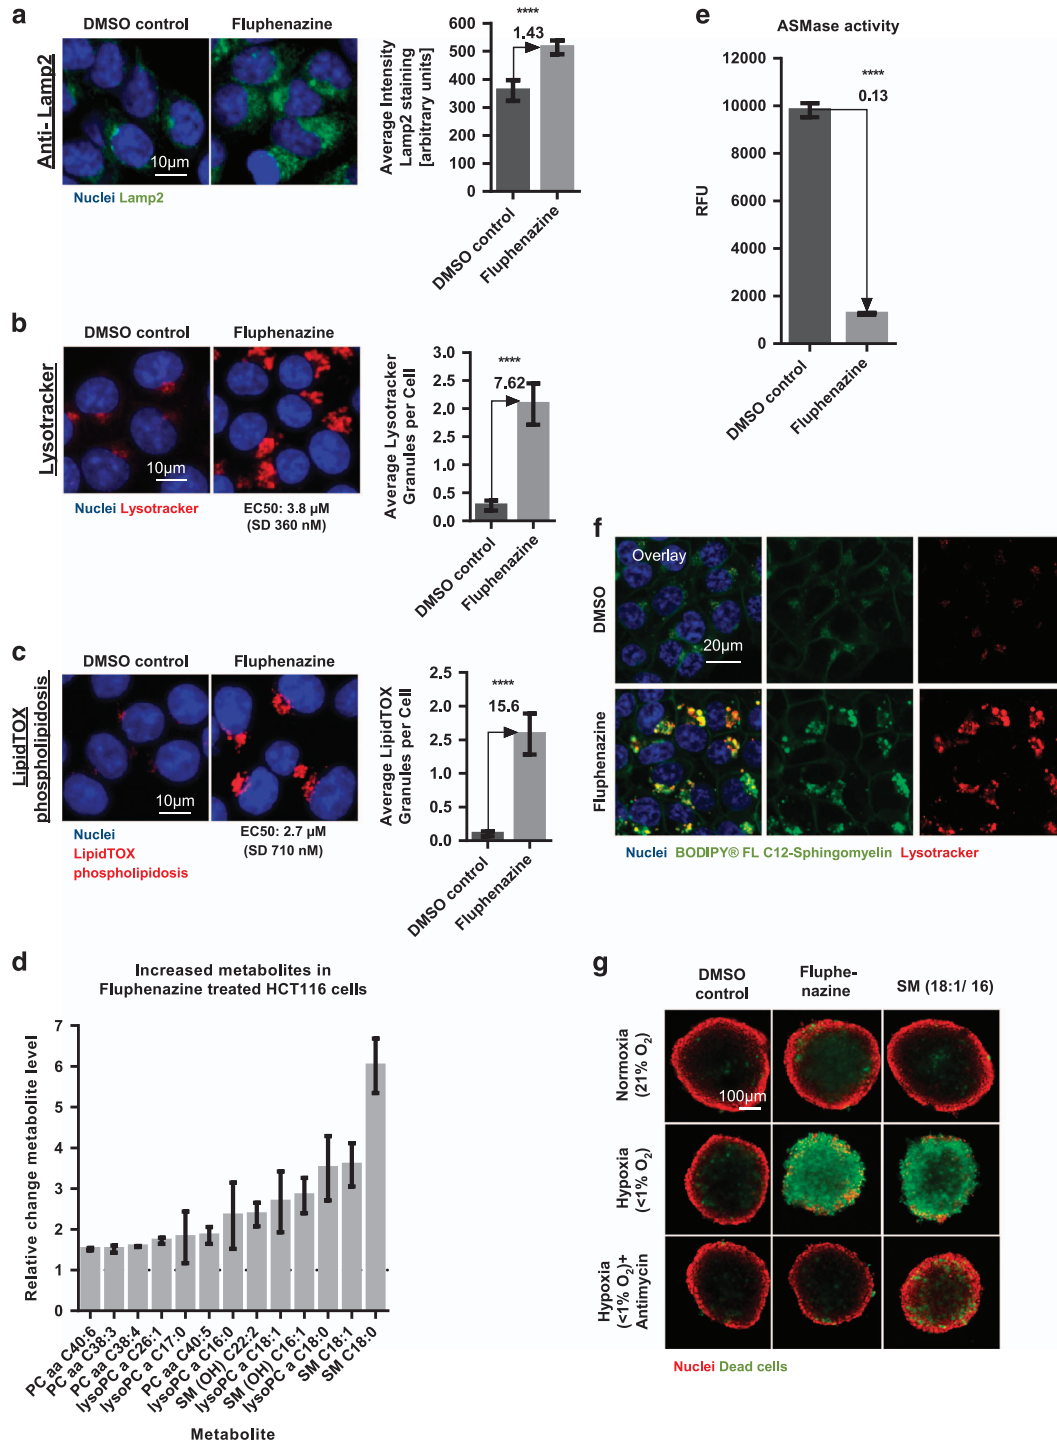 a
DMSO control
Fluphenazine
Anti- Lamp2
10µm
Nuclei Lamp2
Average Intensity
Lamp2 staining
[arbitrary units]
600
500
400
300
200
100
0
****
1.43
DMSO control
Fluphenazine
b
DMSO control
Fluphenazine
Lysotracker
10µm
Nuclei Lysotracker
EC50: 3.8 µM
(SD 360 nM)
Average Lysotracker
Granules per Cell
3.0
2.5
2.0
1.5
1.0
0.5
0.0
****
7.62
DMSO control
Fluphenazine
c
DMSO control
Fluphenazine
LipidTOX
phospholipidosis
10µm
Nuclei
LipidTOX
phospholipidosis
EC50: 2.7 µM
(SD 710 nM)
Average LipidTOX
Granules per Cell
2.5
2.0
2.5
1.0
0.5
0.0
****
15.6
DMSO control
Fluphenazine
d
Increased metabolites in
Fluphenazine treated HCT116 cells
Relative change metabolite level
7
6
5
4
3
2
1
0
PC aa C40:6
PC aa C38:3
PC aa C38:4
lysoPC a C26:1
lysoPC a C17:0
PC aa C40:5
lysoPC a C16:0
SM (OH) C22:2
lysoPC a C18:1
SM (OH) C16:1
lysoPC a C18:0
SM C18:1
SM C18:0
Metabolite
e
ASMase activity
RFU
12000
10000
8000
6000
4000
2000
0
****
0.13
DMSO control
Fluphenazine
f
DMSO
Overlay
20µm
Fluphenazine
Nuclei BODIPY® FL C12-Sphingomyelin Lysotracker
g
DMSO
control
Fluphe-
nazine
SM (18:1/ 16)
Normoxia
(21% O₂)
100µm
Hypoxia
(<1% O₂)
Hypoxia
(<1% O₂)+
Antimycin
Nuclei Dead cells